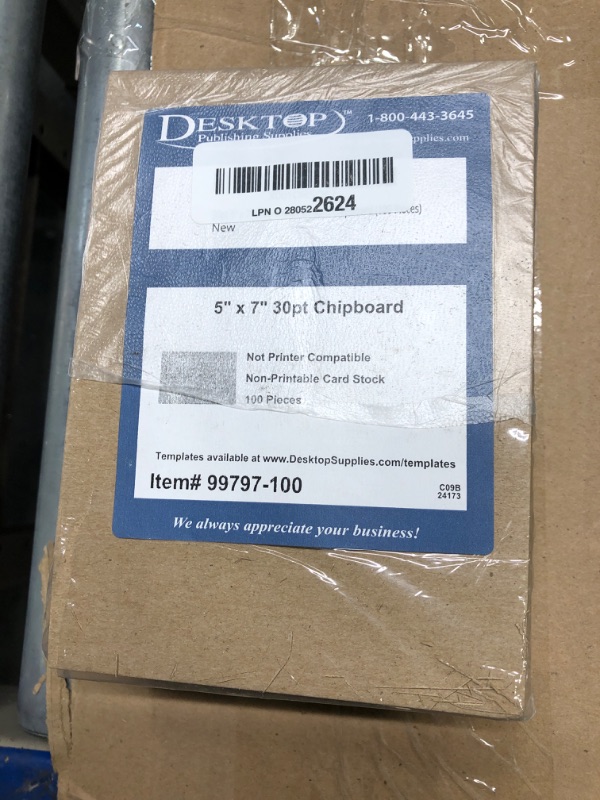 DESKTOP™ 1-800-443-3645
Publishing Supplies pplies.com
LPN O 280522624
New
5" x 7" 30pt Chipboard
Not Printer Compatible
Non-Printable Card Stock
100 Pieces
Templates available at www.DesktopSupplies.com/templates
Item# 99797-100
C09B
24173
We always appreciate your business!